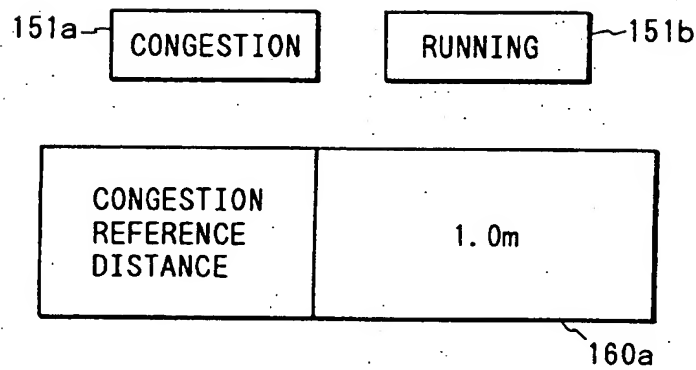 151a
CONGESTION
RUNNING
151b
CONGESTION
REFERENCE
DISTANCE
1.0m
160a